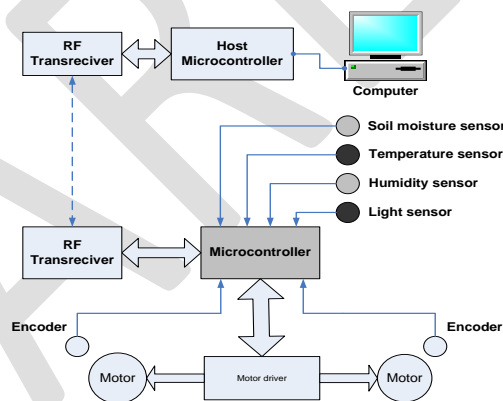 RF
Transreciver
Host
Microcontroller
Computer
Soil moisture sensor
Temperature sensor
Humidity sensor
Light sensor
RF
Transreciver
Microcontroller
Encoder
Encoder
Motor
Motor driver
Motor